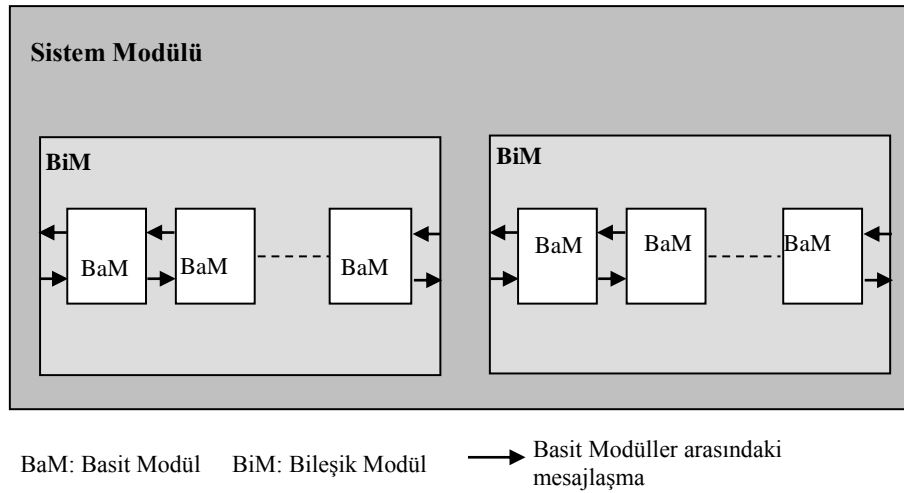 Sistem Modülü
BiM
BiM
BaM
BaM
BaM
BaM
BaM
BaM
BaM: Basit Modül BiM: Bileşik Modül
Basit Modüller arasındaki
mesajlaşma